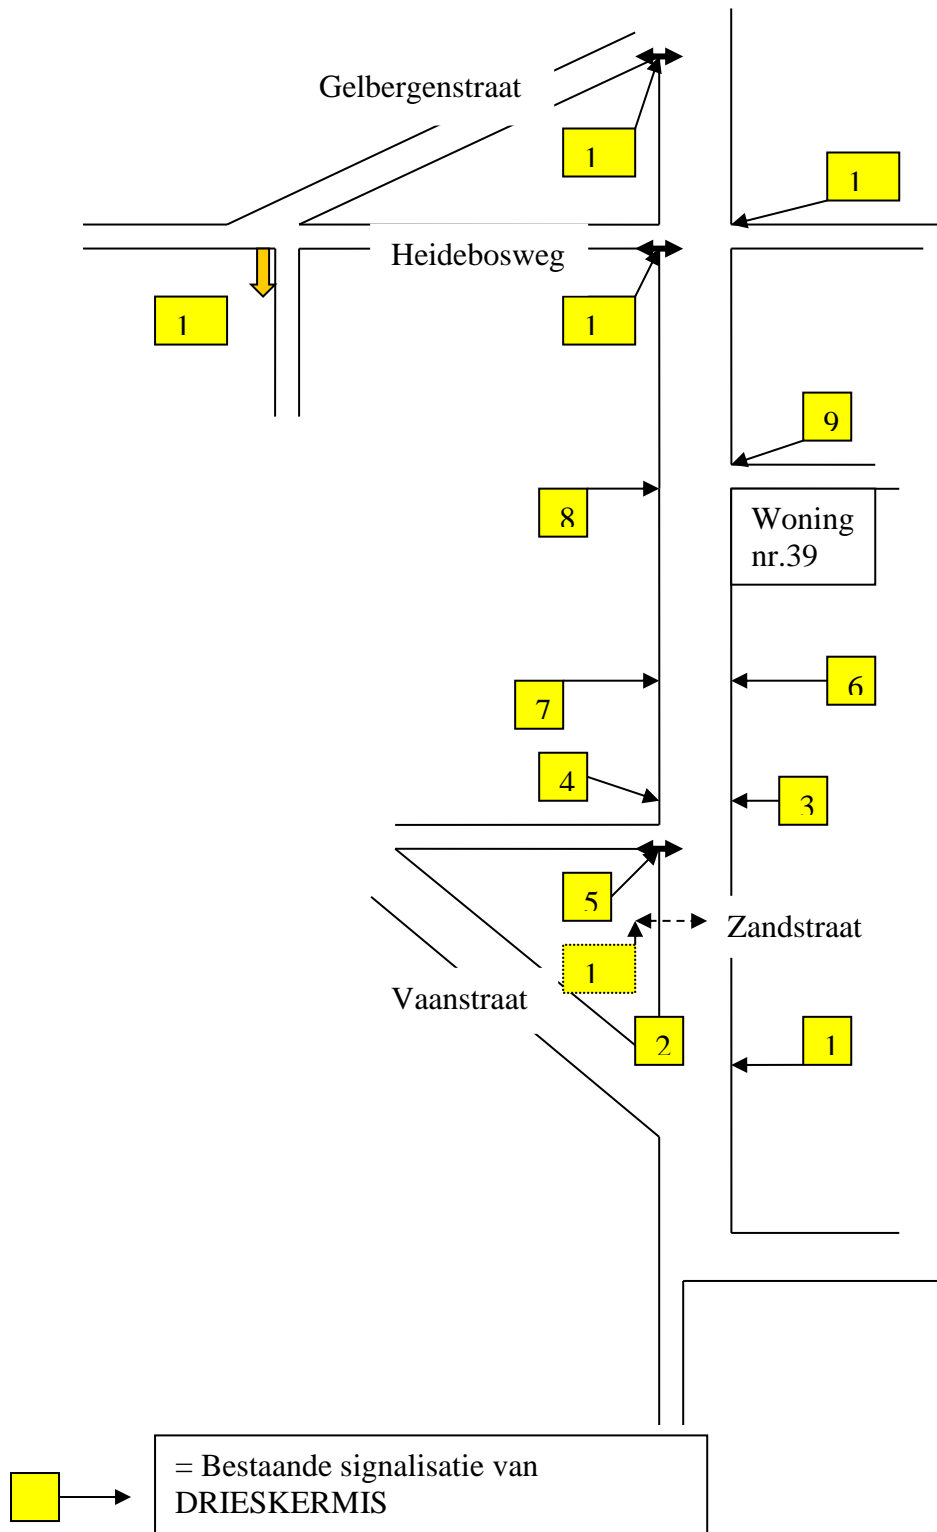 Gelbergenstraat
1
1
Heidebosweg
1
1
9
8
Woning
nr.39
6
7
4
3
5
Zandstraat
1
Vaanstraat
2
1
= Bestaande signalisatie van
DRIESKERMIS